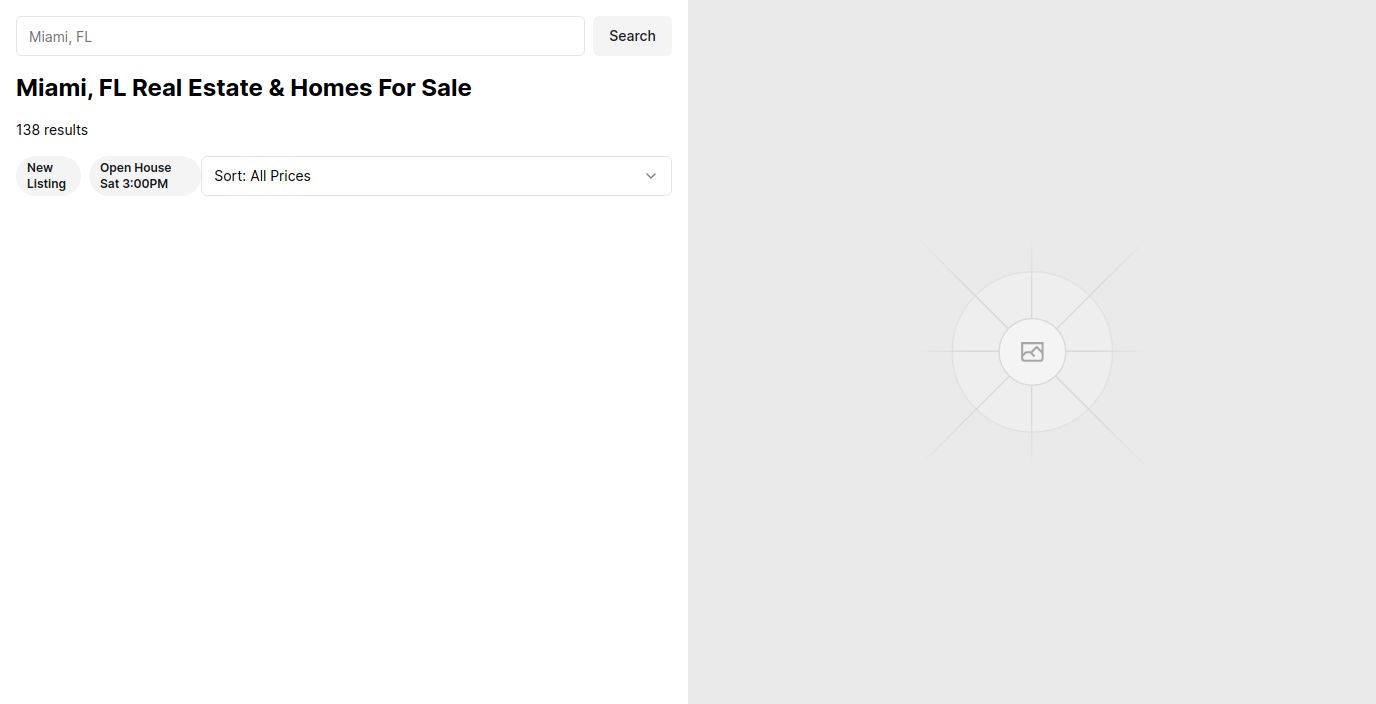 Miami, FL
Search
Miami, FL Real Estate & Homes For Sale
138 results
New
Listing
Open House
Sat 3:00PM
Sort: All Prices